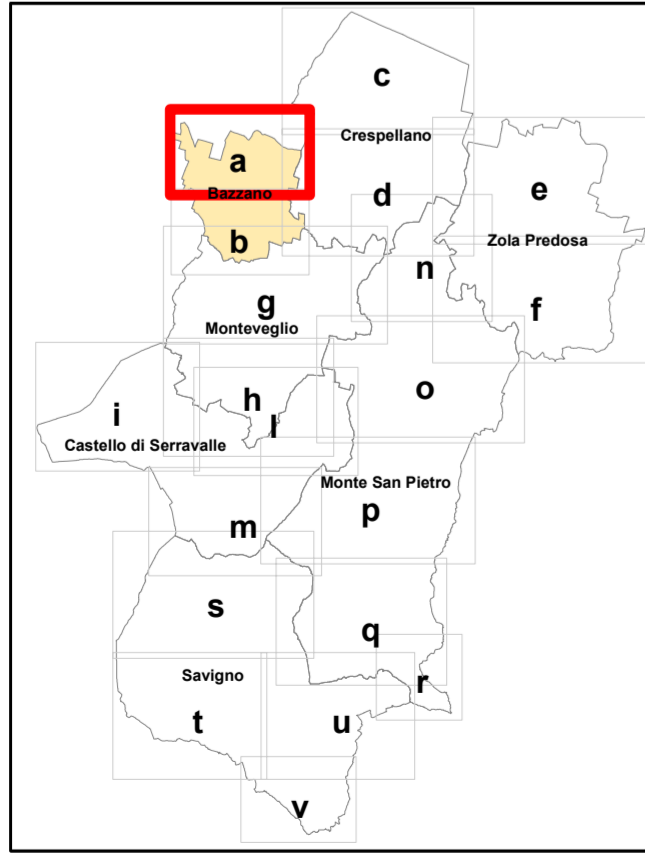 c
Crespellano
a
e
Bazzano
d
b
Zola Predosa
n
g
f
Monteveglio
h
o
i
l
Castello di Serravalle
Monte San Pietro
p
m
s
q
Savigno
r
t
u
v